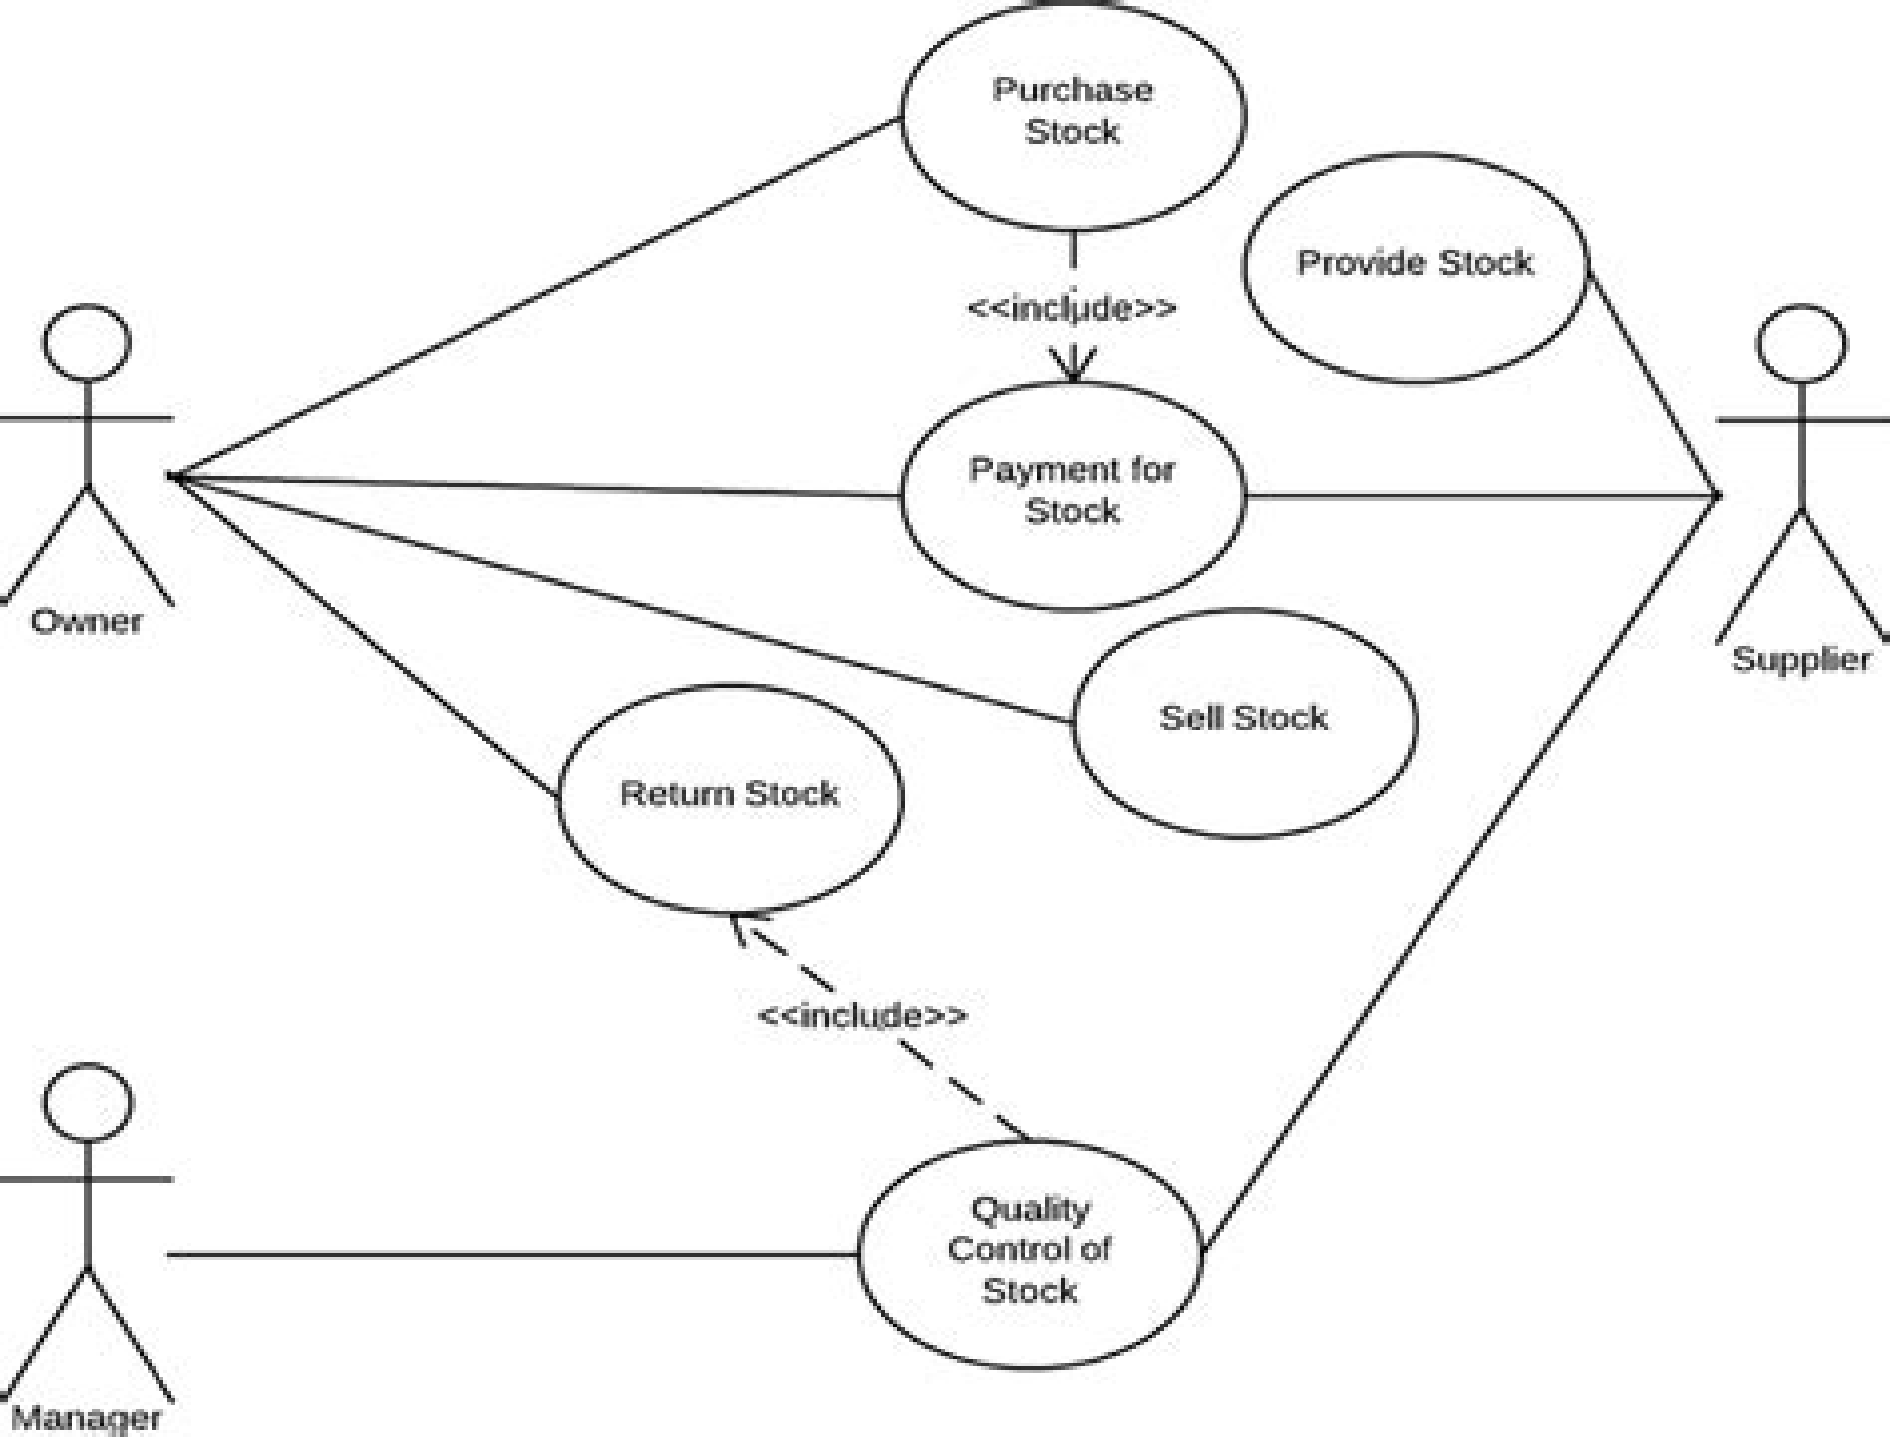 Purchase
Stock
Provide Stock
<<include>>
Payment for
Stock
Owner
Supplier
Sell Stock
Return Stock
<<include>>
Quality
Control of
Stock
Manager